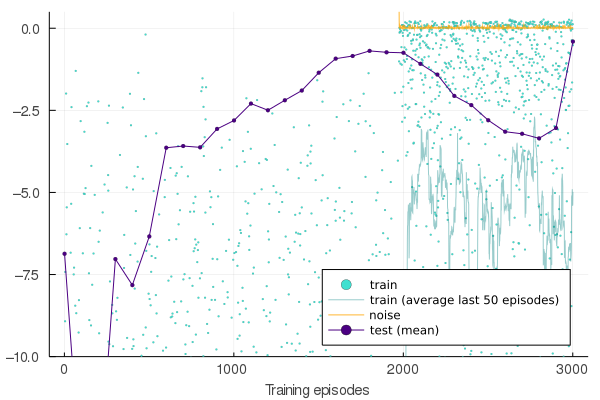 0.0
−2.5
−5.0
−7.5
−10.0
train
train (average last 50 episodes)
noise
test (mean)
0
1000
2000
3000
Training episodes